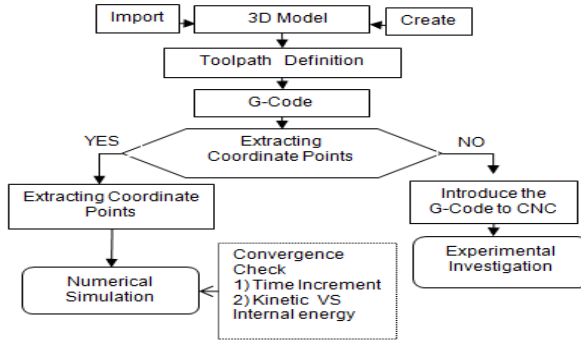 Import
3D Model
Create
Toolpath Definition
G-Code
YES
Extracting
Coordinate Points
NO
Extracting Coordinate
Points
Introduce the
G-Code to CNC
Numerical
Simulation
Convergence
Check
1) Time Increment
2) Kinetic VS
Internal energy
Experimental
Investigation